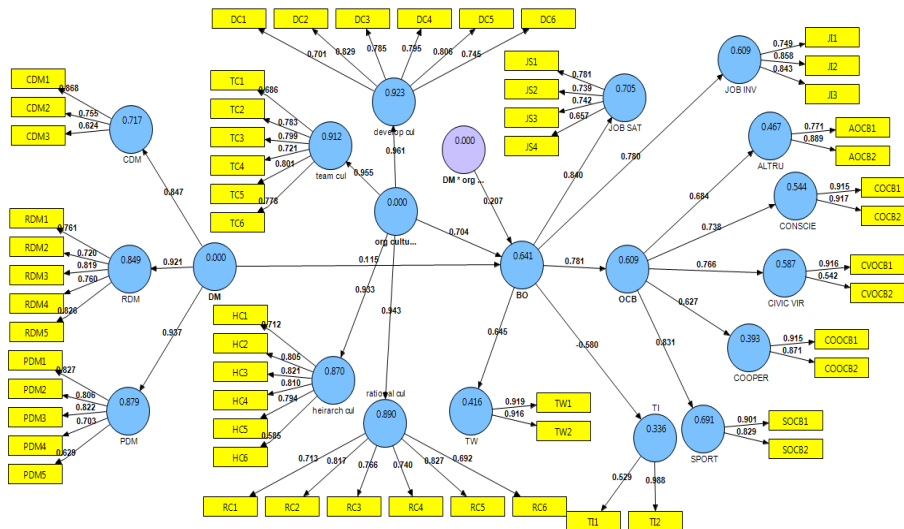 DC1
DC2
DC3
DC4
DC5
DC6
0.701
0.829
0.785
0.795
0.806
0.745
0.923
develop cul
CDM1
CDM2
CDM3
0.868
0.755
0.624
0.717
CDM
TC1
TC2
TC3
TC4
TC5
TC6
0.686
0.783
0.799
0.721
0.801
0.778
0.912
team cul
0.955
0.961
0.000
DM * org ...
0.207
JS1
JS2
JS3
JS4
0.781
0.739
0.742
0.657
0.705
JOB SAT
0.840
0.609
JOB INV
0.780
0.749
0.858
0.843
JI1
JI2
JI3
0.467
ALTRU
0.684
0.771
0.889
AOCB1
AOCB2
0.544
CONSCIE
0.738
0.915
0.917
COCB1
COCB2
0.000
org cultu...
0.704
0.847
RDM1
RDM2
RDM3
RDM4
RDM5
0.761
0.720
0.819
0.760
0.826
0.849
RDM
0.921
0.000
DM
0.115
0.641
BO
0.781
0.609
OCB
0.766
0.587
CIVIC VIR
0.916
0.542
CVOCB1
CVOCB2
0.933
0.943
0.937
0.645
-0.580
0.627
0.831
0.393
COOPER
0.915
0.871
COOCB1
COOCB2
HC1
HC2
HC3
HC4
HC5
HC6
0.712
0.805
0.821
0.810
0.794
0.585
0.870
heirarch cul
PDM1
PDM2
PDM3
PDM4
PDM5
0.827
0.806
0.822
0.703
0.629
0.879
PDM
rational cul
0.890
0.713
0.817
0.766
0.740
0.827
0.692
RC1
RC2
RC3
RC4
RC5
RC6
0.416
TW
0.919
0.916
TW1
TW2
TI
0.336
0.529
0.988
TI1
TI2
0.691
SPORT
0.901
0.829
SOCB1
SOCB2